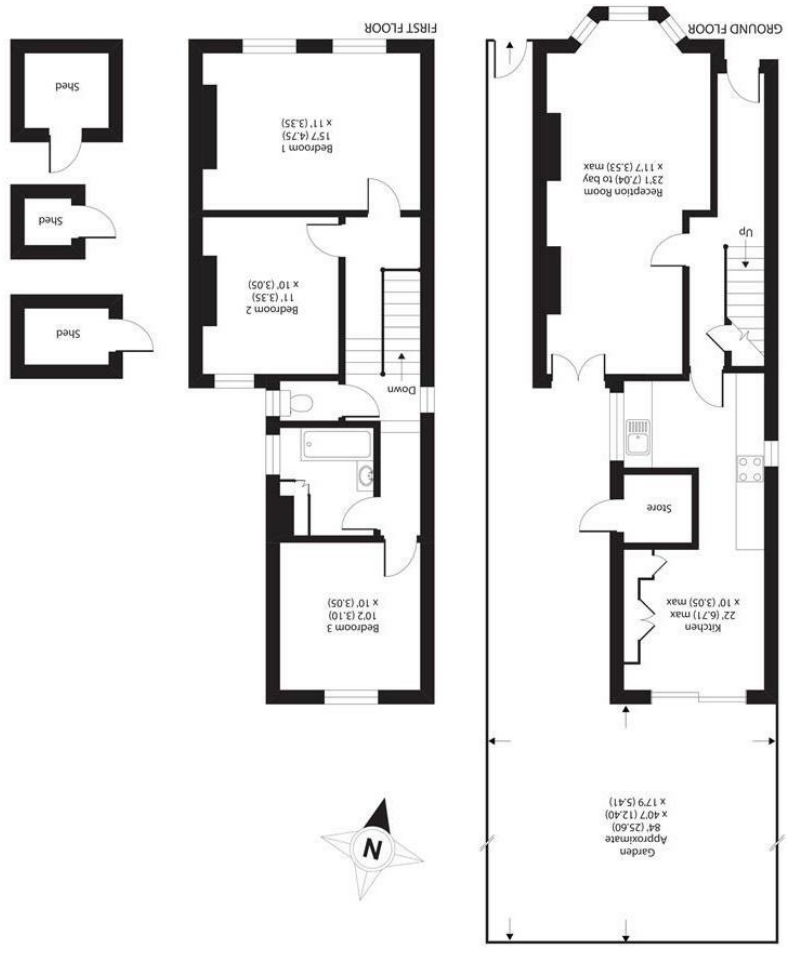 Garden
Approximate
84' (25.60)
x 40'7 (12.40)
x 17'9 (5.41)
Kitchen
22' (6.71) max
x 10' (3.05) max
Store
Up
Reception Room
23'1 (7.04) to bay
x 11'7 (3.53) max
GROUND FLOOR
N
Bedroom 3
10'2 (3.10)
x 10' (3.05)
Down
Bedroom 2
11' (3.35)
x 10' (3.05)
Bedroom 1
15'7 (4.75)
x 11' (3.35)
FIRST FLOOR
Shed
Shed
Shed